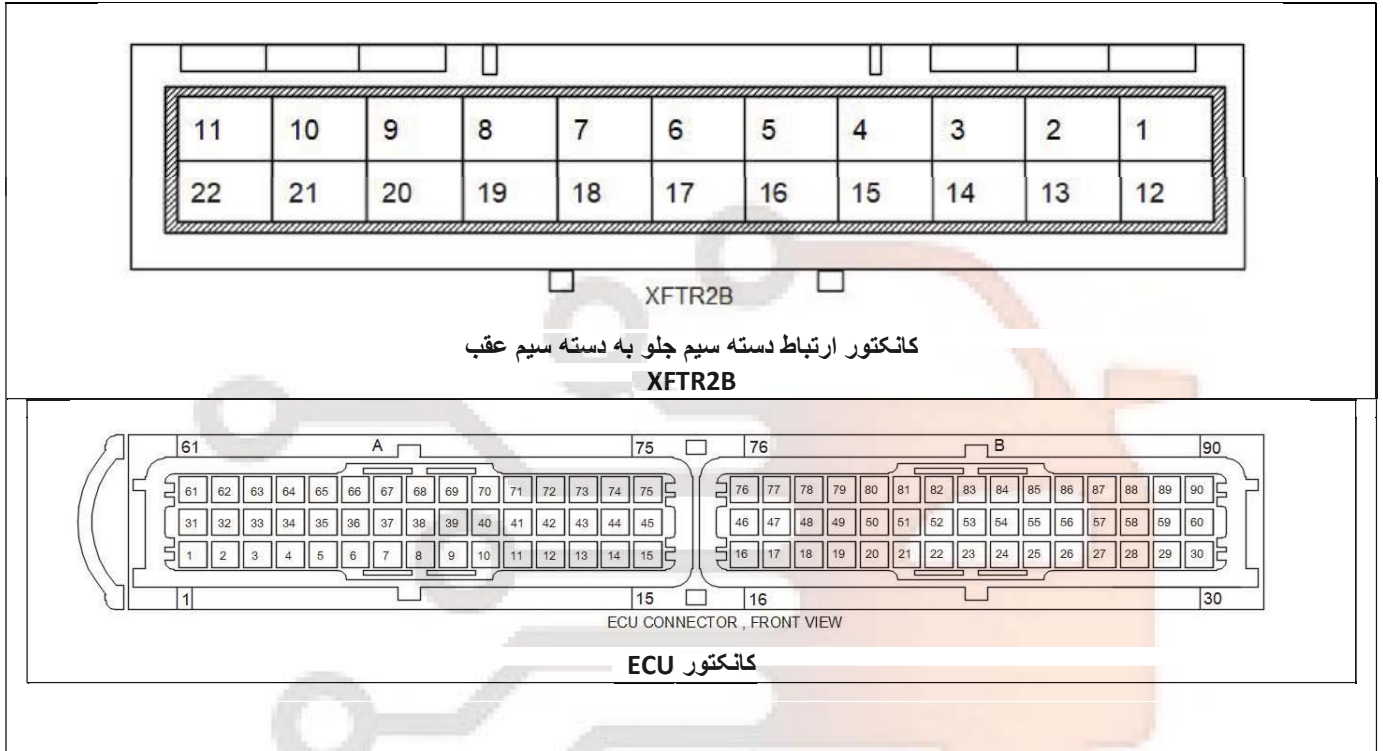 11 10 9 8 7 6 5 4 3 2 1
22 21 20 19 18 17 16 15 14 13 12
XFTR2B
کانکتور ارتباط دسته سیم جلو به دسته سیم عقب
XFTR2B
61 A 75 76 B 90
61 62 63 64 65 66 67 68 69 70 71 72 73 74 75 76 77 78 79 80 81 82 83 84 85 86 87 88 89 90
31 32 33 34 35 36 37 38 39 40 41 42 43 44 45 46 47 48 49 50 51 52 53 54 55 56 57 58 59 60
1 2 3 4 5 6 7 8 9 10 11 12 13 14 15 16 17 18 19 20 21 22 23 24 25 26 27 28 29 30
1 15 16 30
ECU CONNECTOR , FRONT VIEW
کانکتور ECU